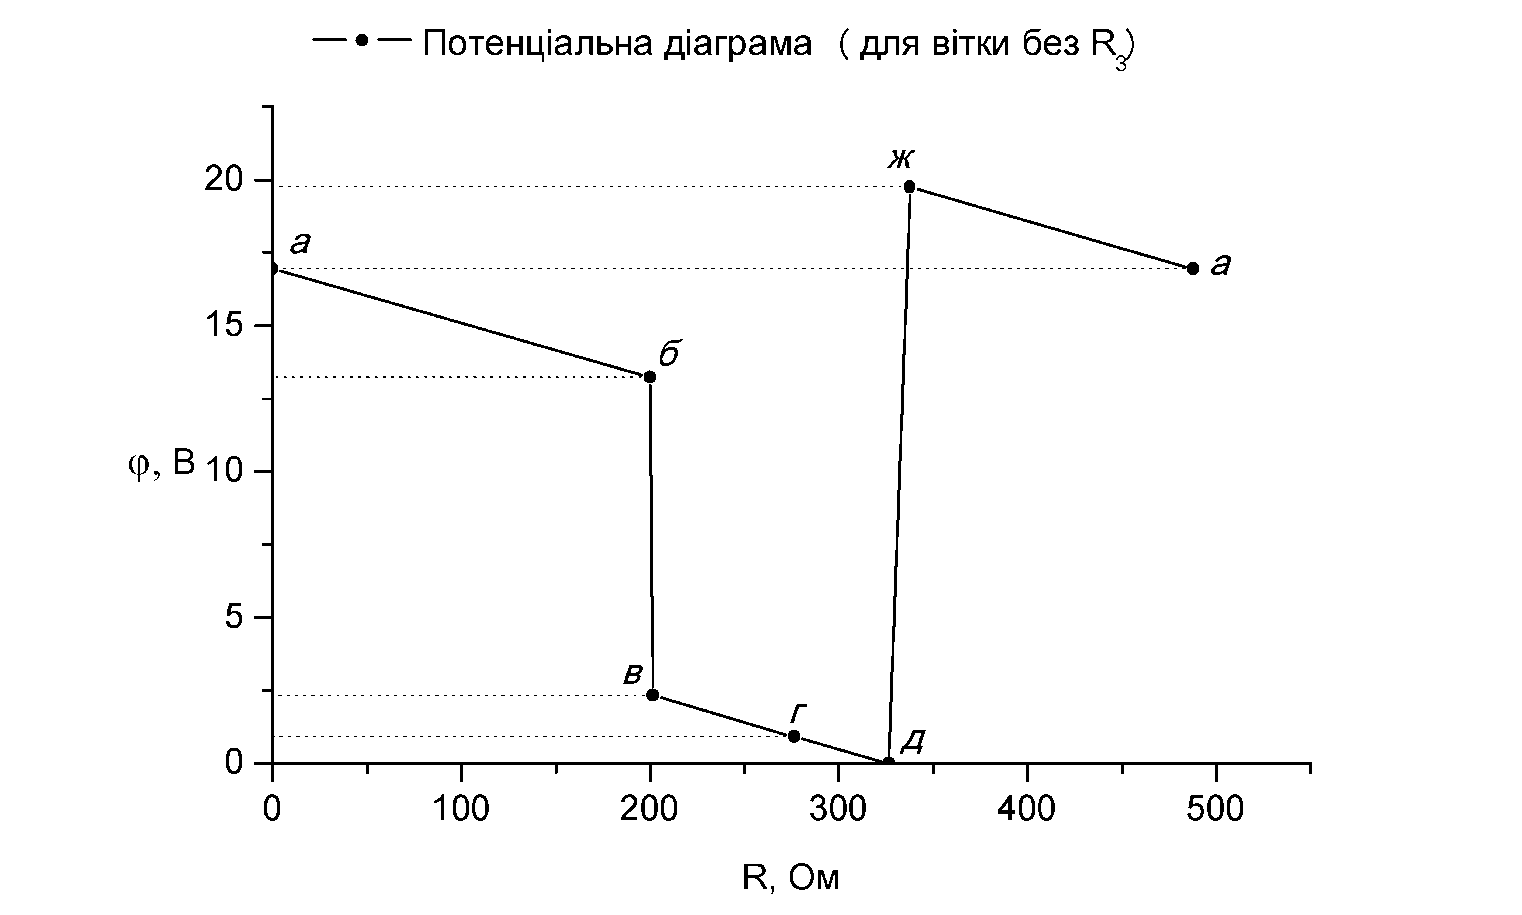 Потенціальна діаграма ( для вітки без R₃)
ж
20
а
а
15
б
φ, В
10
5
в
г
д
0
0 100 200 300 400 500
R, Ом